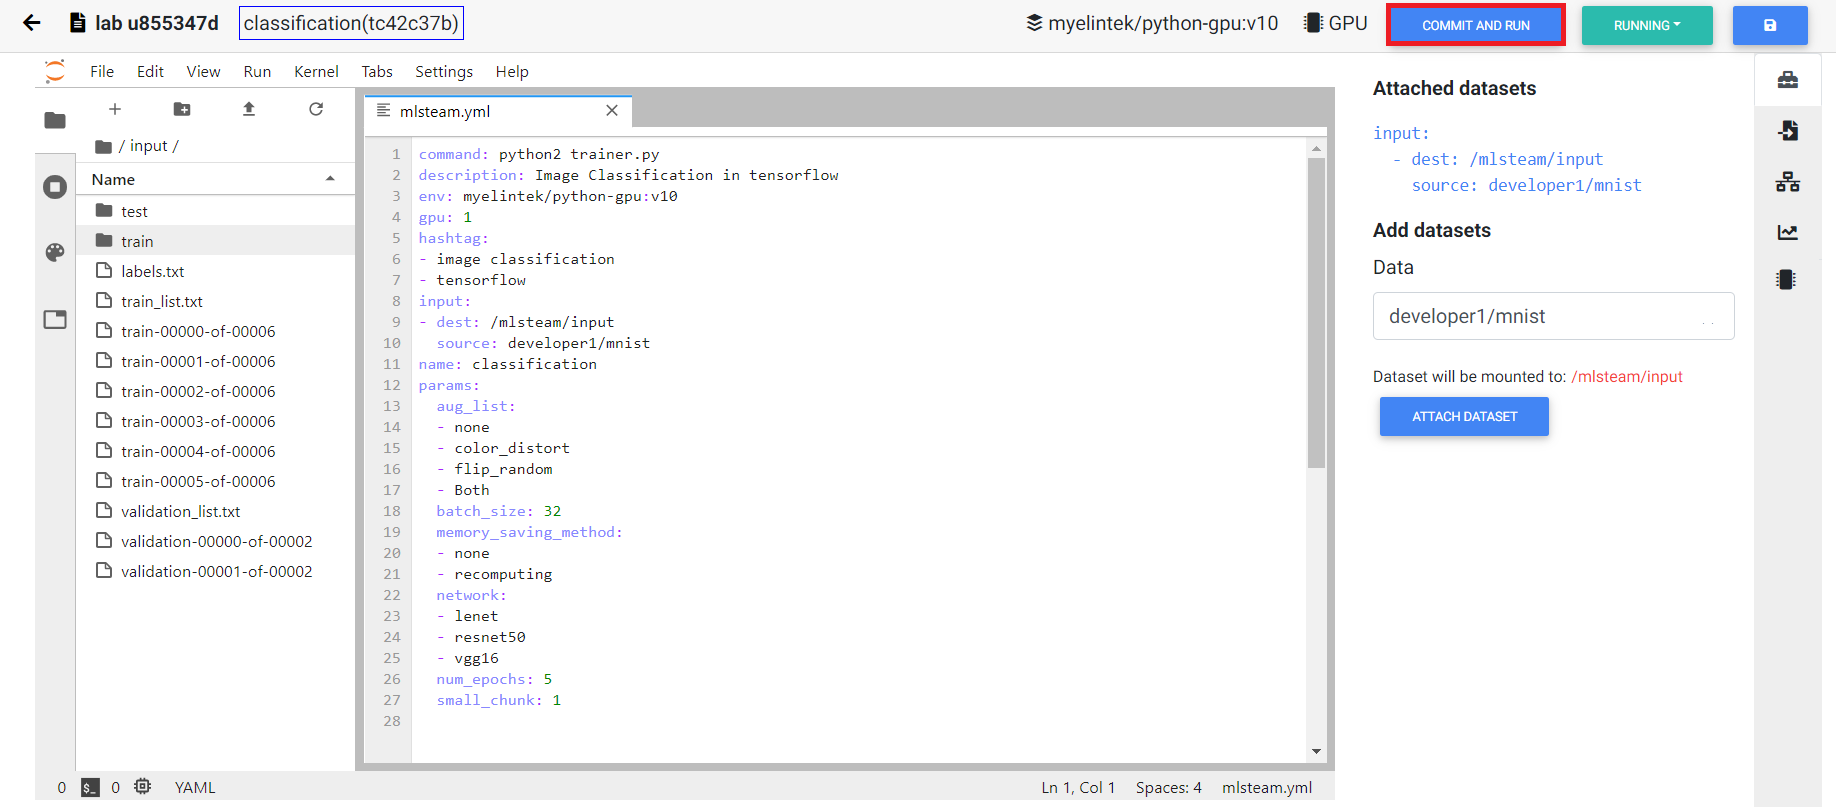 lab u855347d classification(tc42c37b) myelintek/python-gpu:v10 GPU COMMIT AND RUN RUNNING
File Edit View Run Kernel Tabs Settings Help
/ input /
Name
test
train
labels.txt
train_list.txt
train-00000-of-00006
train-00001-of-00006
train-00002-of-00006
train-00003-of-00006
train-00004-of-00006
train-00005-of-00006
validation_list.txt
validation-00000-of-00002
validation-00001-of-00002
mlsteam.yml
1 command: python2 trainer.py
2 description: Image Classification in tensorflow
3 env: myelintek/python-gpu:v10
4 gpu: 1
5 hashtag:
6 - image classification
7 - tensorflow
8 input:
9 - dest: /mlsteam/input
10 source: developer1/mnist
11 name: classification
12 params:
13 aug_list:
14 - none
15 - color_distort
16 - flip_random
17 - Both
18 batch_size: 32
19 memory_saving_method:
20 - none
21 - recomputing
22 network:
23 - lenet
24 - resnet50
25 - vgg16
26 num_epochs: 5
27 small_chunk: 1
28
Attached datasets
input:
- dest: /mlsteam/input
source: developer1/mnist
Add datasets
Data
developer1/mnist
Dataset will be mounted to: /mlsteam/input
ATTACH DATASET
0 $_ 0 YAML Ln 1, Col 1 Spaces: 4 mlsteam.yml